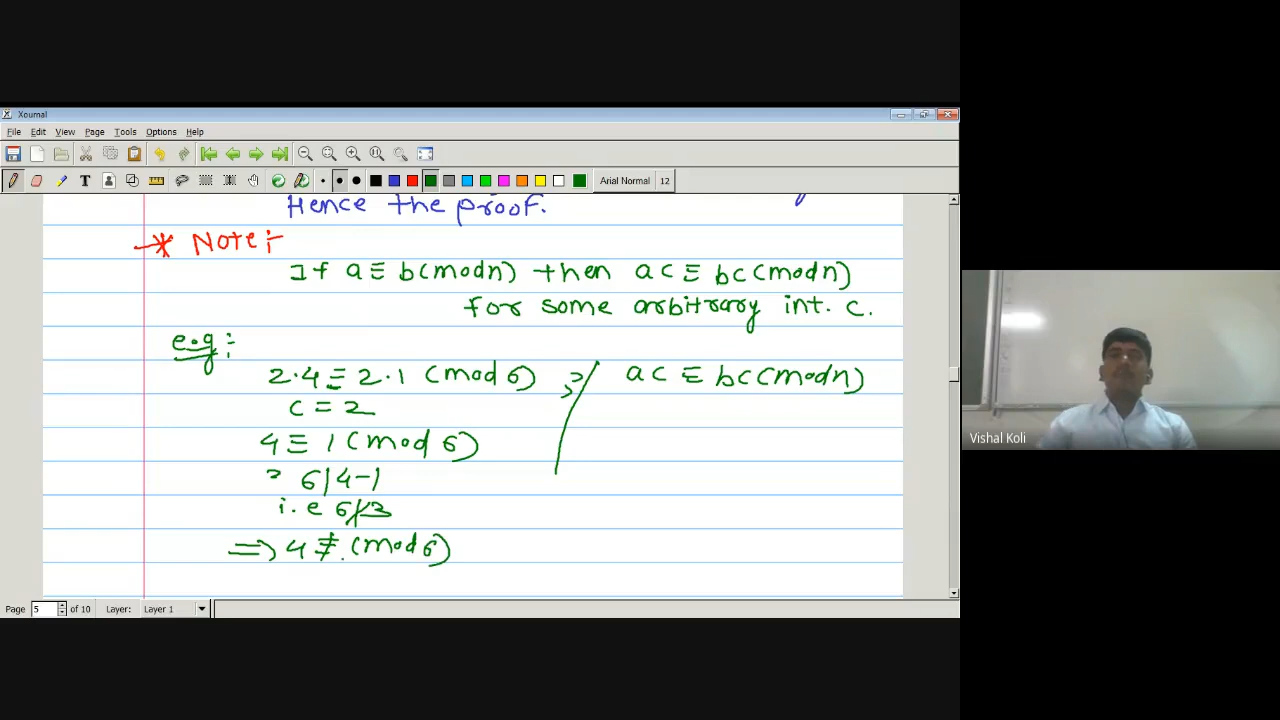 Xournal
File Edit View Page Tools Options Help
T Arial Normal 12
Hence the proof.
* Note:-
If a ≡ b(mod n) then ac ≡ bc(mod n)
for some arbitrary int. c.
e.g :-
2·4 ≡ 2·1 (mod 6) ac ≡ bc(mod n)
c = 2
4 ≡ 1 (mod 6)
? 6|4-1
i.e 6∤3
⇒ 4 ≢ (mod 6)
Vishal Koli
Page 5 of 10 Layer: Layer 1